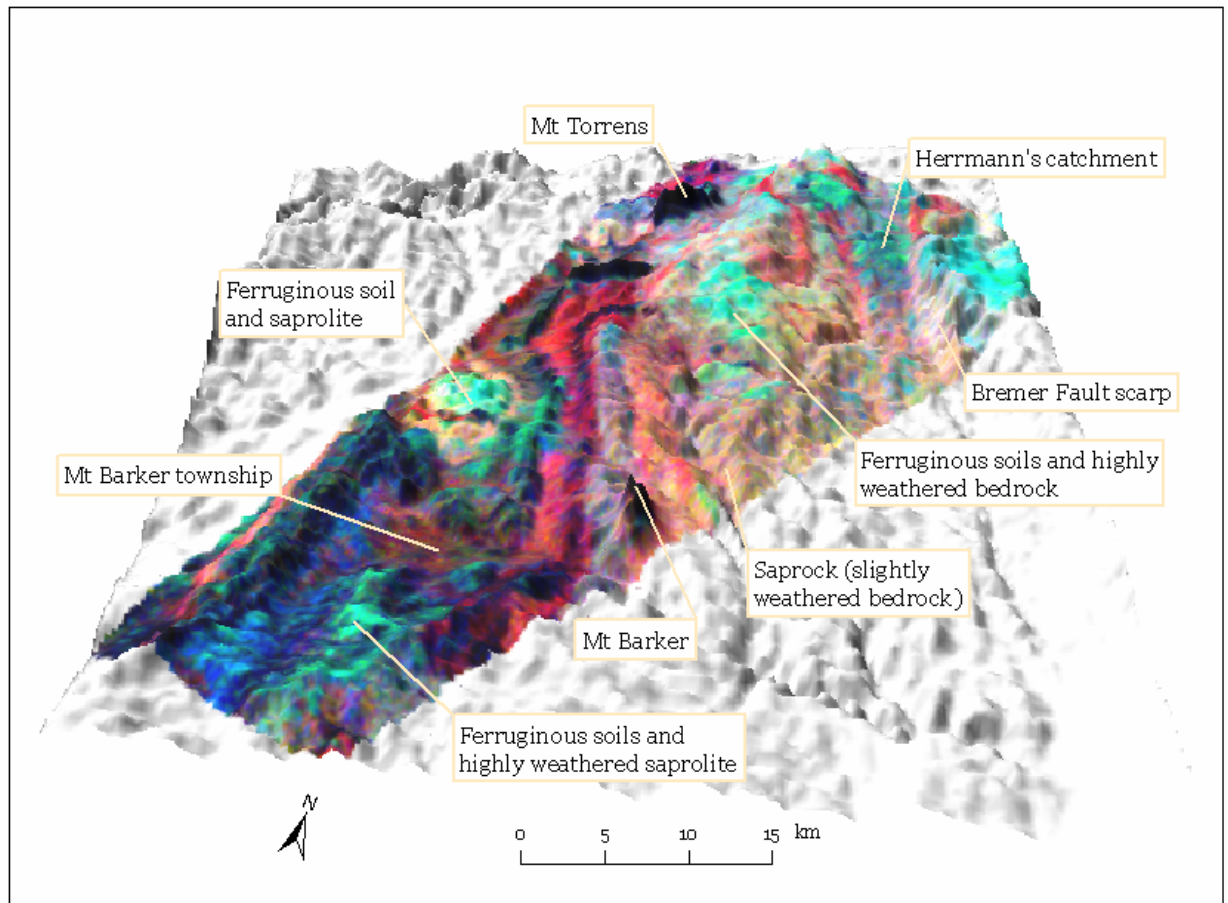 Mt Torrens
Herrmann's catchment
Ferruginous soil
and saprolite
Bremer Fault scarp
Mt Barker township
Ferruginous soils and highly
weathered bedrock
Saprock (slightly
weathered bedrock)
Mt Barker
Ferruginous soils and
highly weathered saprolite
N
0 5 10 15 km